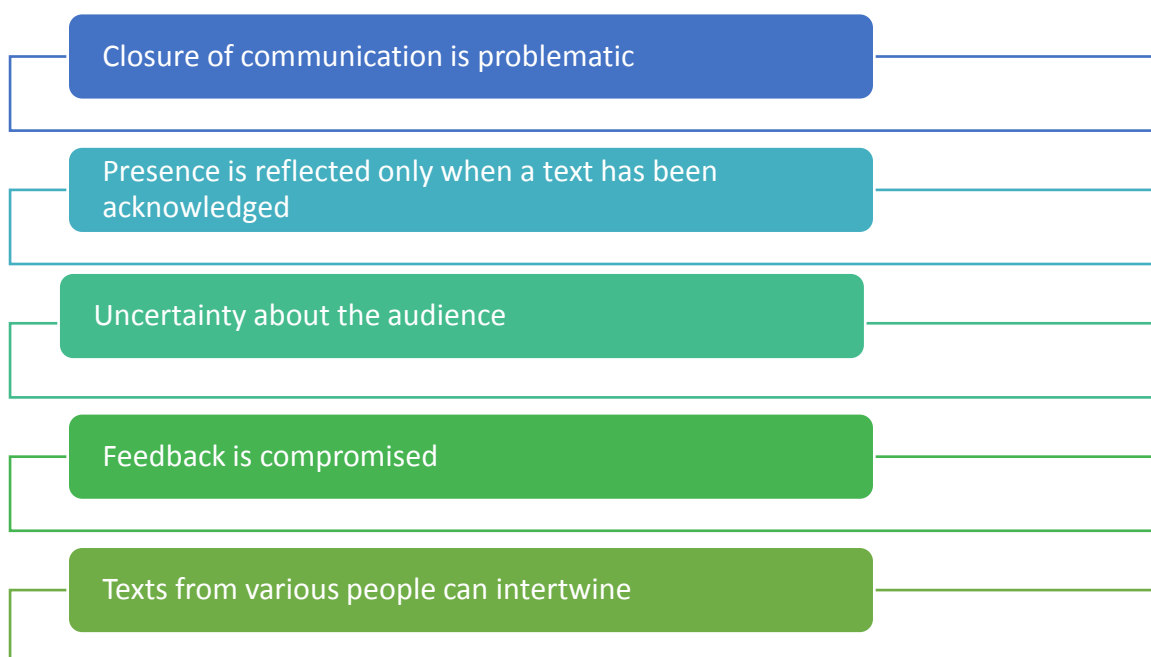 Closure of communication is problematic
Presence is reflected only when a text has been
acknowledged
Uncertainty about the audience
Feedback is compromised
Texts from various people can intertwine